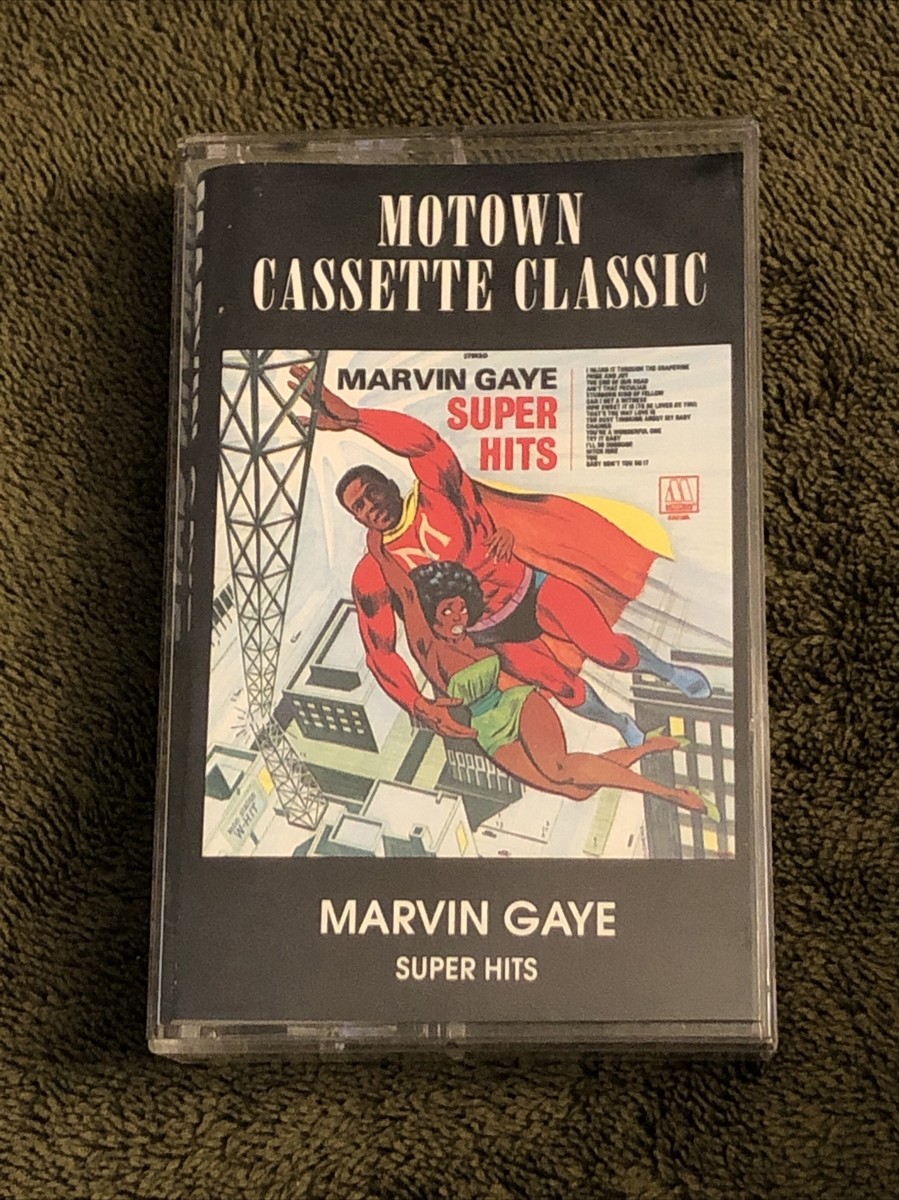 MOTOWN
CASSETTE CLASSIC
STEREO
MARVIN GAYE
SUPER
HITS
I HEARD IT THROUGH THE GRAPEVINE
PRIDE AND JOY
THE END OF OUR ROAD
AIN'T THAT PECULIAR
STUBBORN KIND OF FELLOW
CAN I GET A WITNESS
HOW SWEET IT IS (TO BE LOVED BY YOU)
THAT'S THE WAY LOVE IS
TOO BUSY THINKING ABOUT MY BABY
CHAINED
YOU'RE A WONDERFUL ONE
TRY IT BABY
I'LL BE DOGGONE
HITCH HIKE
YOU
BABY DON'T YOU DO IT
M
M
W-HIT
MARVIN GAYE
SUPER HITS